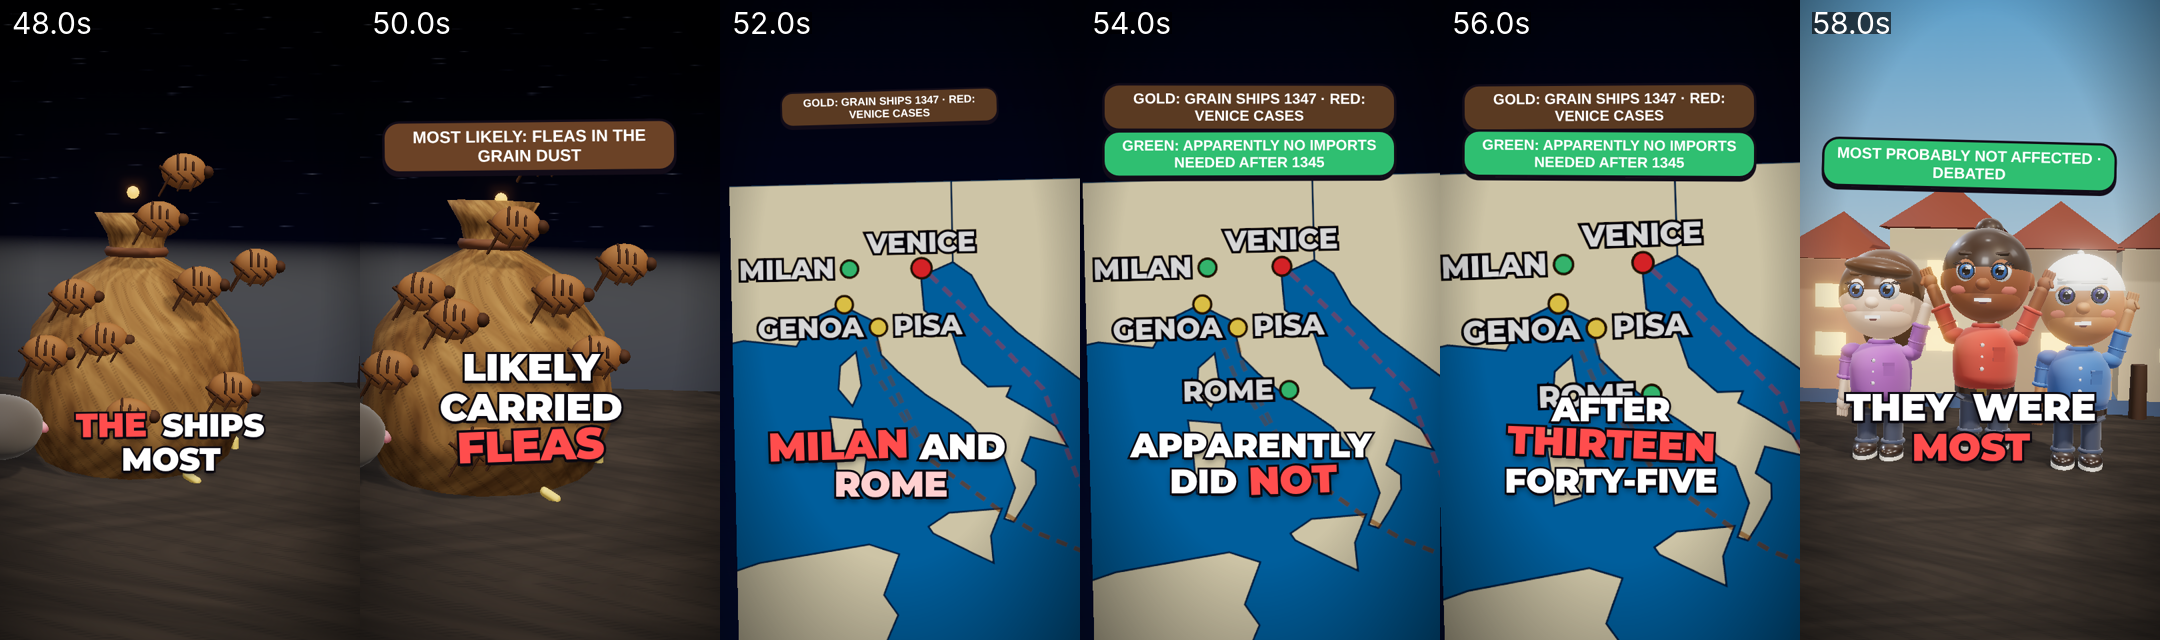 48.0s
THE SHIPS
MOST
50.0s
MOST LIKELY: FLEAS IN THE
GRAIN DUST
LIKELY
CARRIED
FLEAS
52.0s
GOLD: GRAIN SHIPS 1347 · RED:
VENICE CASES
VENICE
MILAN
GENOA
PISA
MILAN AND
ROME
54.0s
GOLD: GRAIN SHIPS 1347 · RED:
VENICE CASES
GREEN: APPARENTLY NO IMPORTS
NEEDED AFTER 1345
VENICE
MILAN
GENOA
PISA
ROME
APPARENTLY
DID NOT
56.0s
GOLD: GRAIN SHIPS 1347 · RED:
VENICE CASES
GREEN: APPARENTLY NO IMPORTS
NEEDED AFTER 1345
VENICE
MILAN
GENOA
PISA
ROME
AFTER
THIRTEEN
FORTY-FIVE
58.0s
MOST PROBABLY NOT AFFECTED ·
DEBATED
THEY WERE
MOST